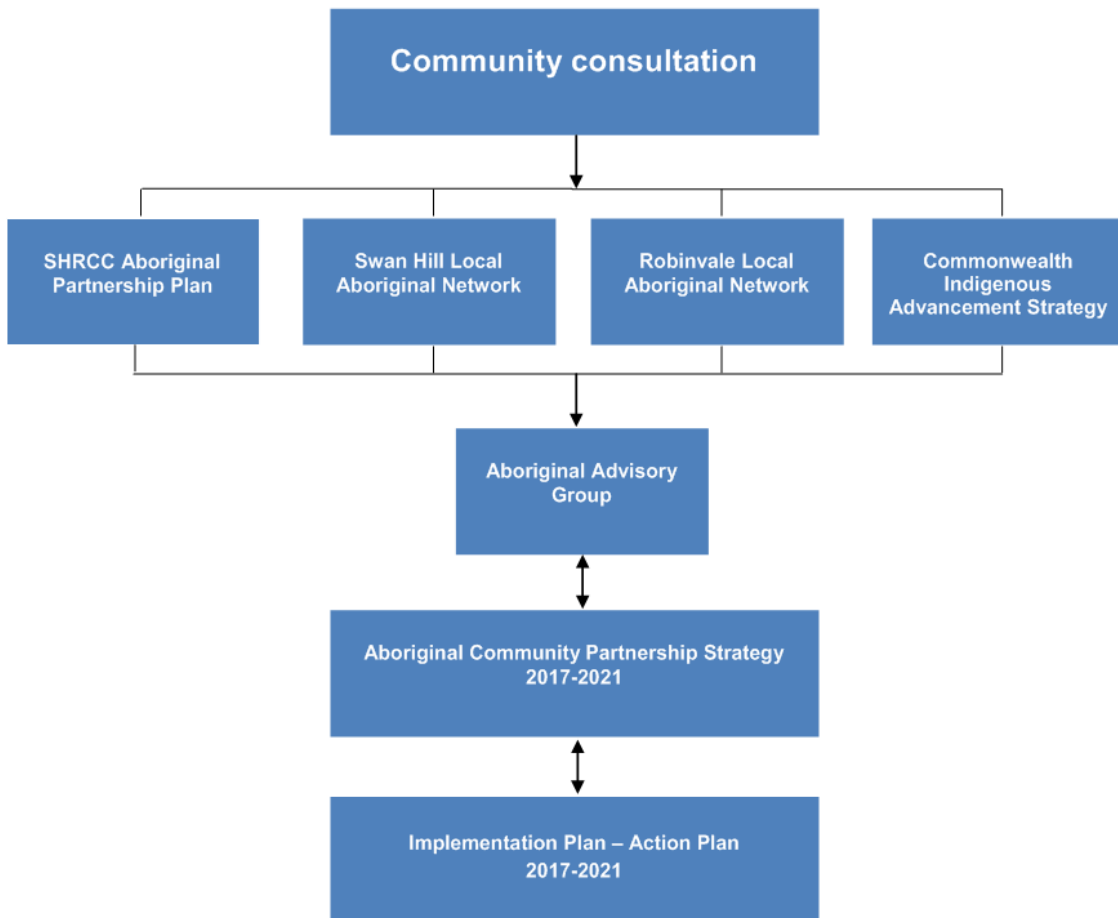 Community consultation
SHRCC Aboriginal
Partnership Plan
Swan Hill Local
Aboriginal Network
Robinvale Local
Aboriginal Network
Commonwealth
Indigenous
Advancement Strategy
Aboriginal Advisory
Group
Aboriginal Community Partnership Strategy
2017-2021
Implementation Plan – Action Plan
2017-2021